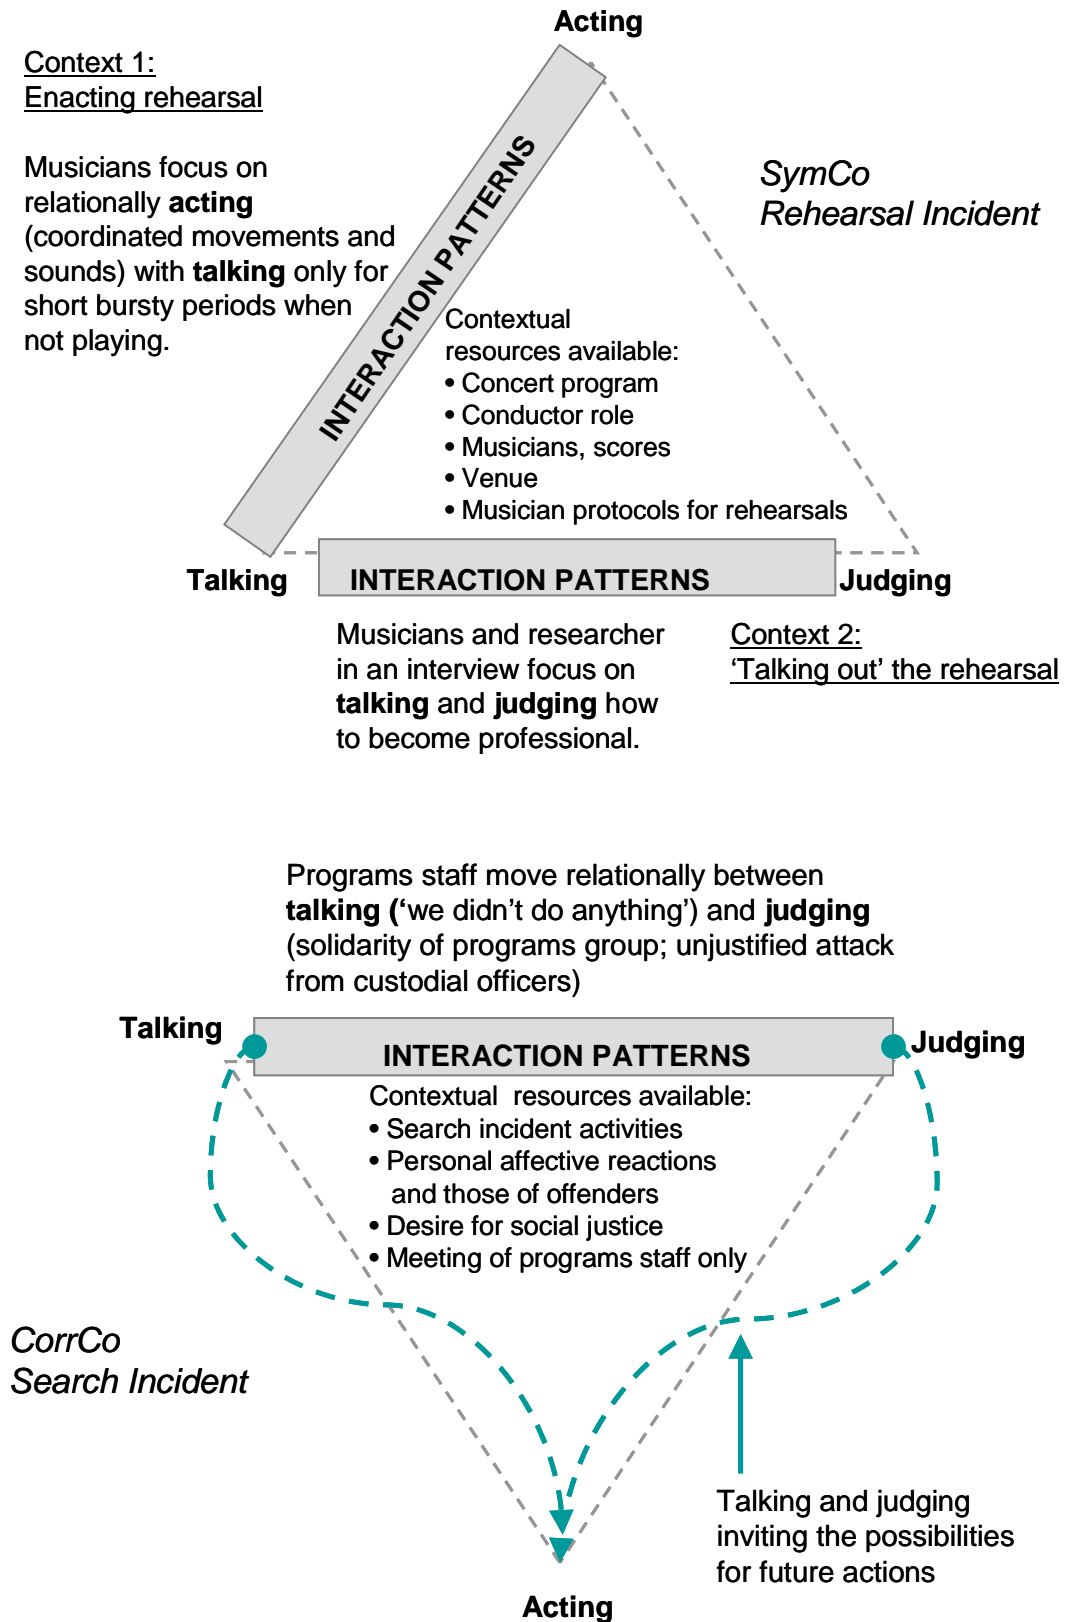 Acting
Context 1:
Enacting rehearsal
Musicians focus on
relationally acting
(coordinated movements and
sounds) with talking only for
short bursty periods when
not playing.
INTERACTION PATTERNS
SymCo
Rehearsal Incident
Contextual
resources available:
• Concert program
• Conductor role
• Musicians, scores
• Venue
• Musician protocols for rehearsals
Talking
INTERACTION PATTERNS
Judging
Musicians and researcher
in an interview focus on
talking and judging how
to become professional.
Context 2:
‘Talking out’ the rehearsal
Programs staff move relationally between
talking (‘we didn’t do anything’) and judging
(solidarity of programs group; unjustified attack
from custodial officers)
Talking
INTERACTION PATTERNS
Judging
Contextual resources available:
• Search incident activities
• Personal affective reactions
and those of offenders
• Desire for social justice
• Meeting of programs staff only
CorrCo
Search Incident
Talking and judging
inviting the possibilities
for future actions
Acting